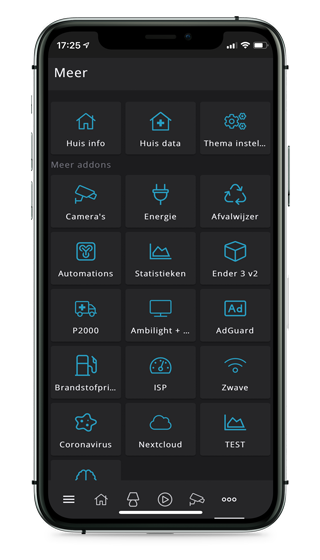 17:25
Meer
Huis info
Huis data
Thema instel...
Meer addons
Camera's
Energie
Afvalwijzer
Automations
Statistieken
Ender 3 v2
P2000
Ambilight + ...
Ad
AdGuard
Brandstofpri...
ISP
Zwave
Coronavirus
Nextcloud
TEST